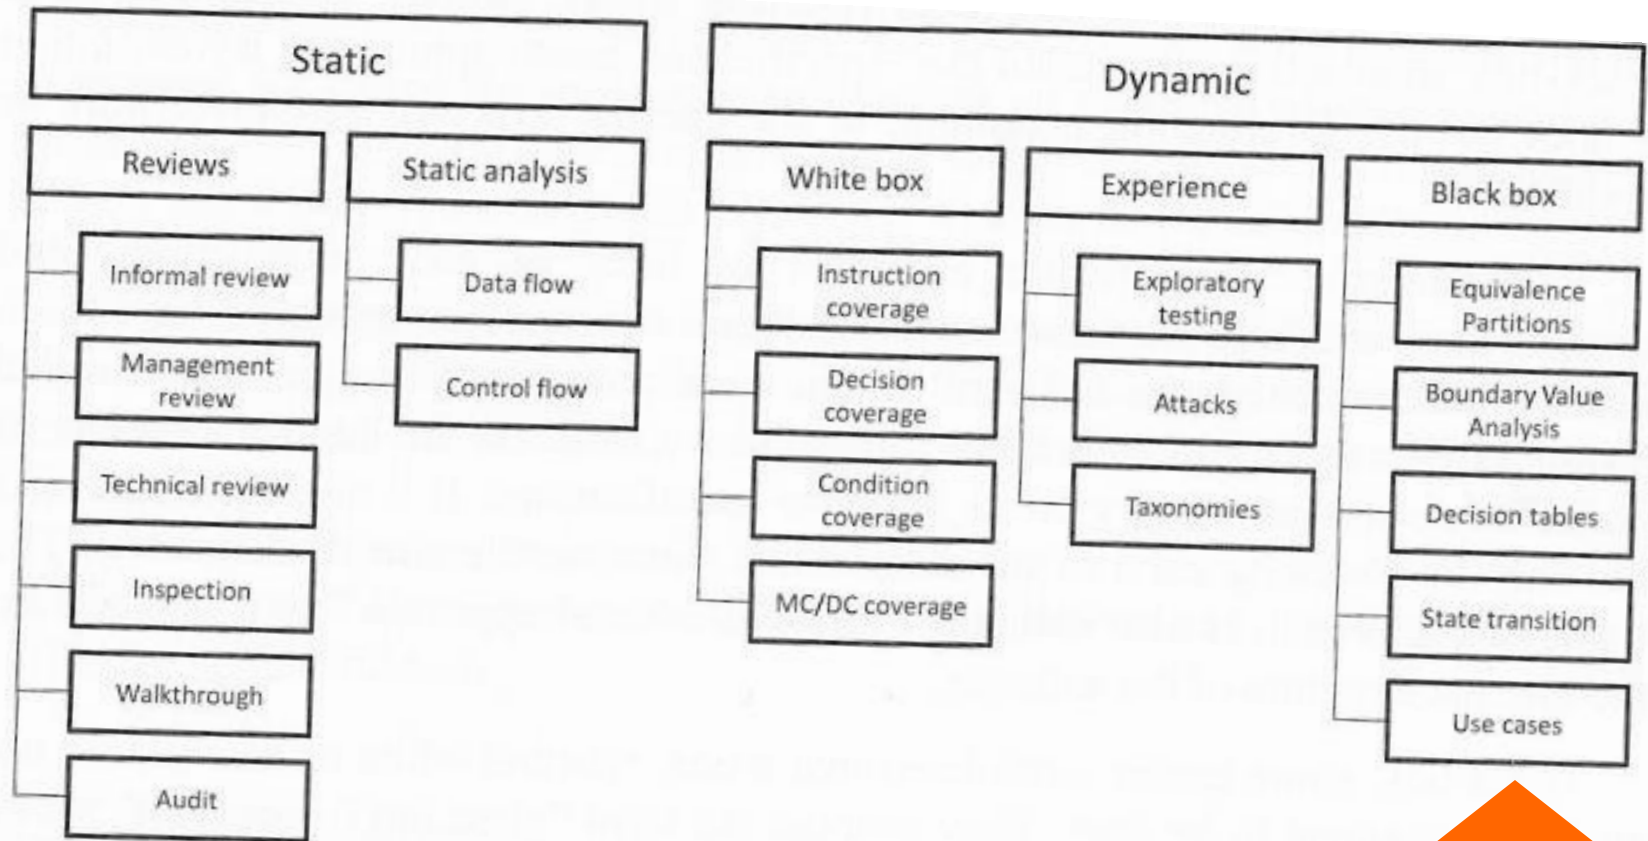 Static
Reviews
Informal review
Management
review
Technical review
Inspection
Walkthrough
Audit
Static analysis
Data flow
Control flow
Dynamic
White box
Instruction
coverage
Decision
coverage
Condition
coverage
MC/DC coverage
Experience
Exploratory
testing
Attacks
Taxonomies
Black box
Equivalence
Partitions
Boundary Value
Analysis
Decision tables
State transition
Use cases